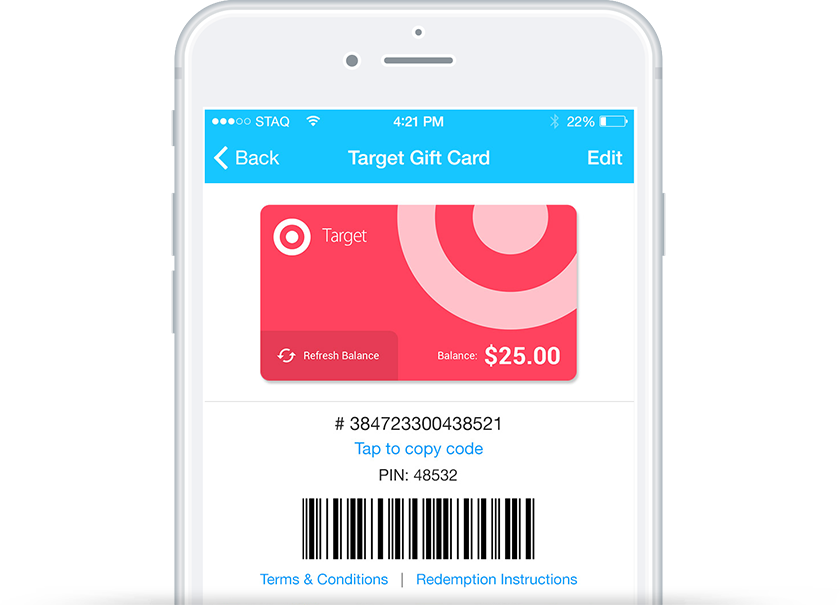 STAQ 4:21 PM 22%
Back Target Gift Card Edit
Target
Refresh Balance Balance: $25.00
# 384723300438521
Tap to copy code
PIN: 48532
Terms & Conditions | Redemption Instructions